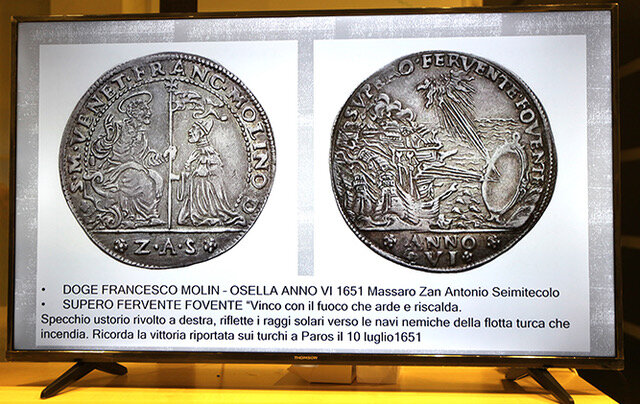 S.M.VENET.FRANC.MOLINO.D
Z.A.S
FERVENTE.FOVENTE
ANNO
VI
• DOGE FRANCESCO MOLIN - OSELLA ANNO VI 1651 Massaro Zan Antonio Seimitecolo
• SUPERO FERVENTE FOVENTE "Vinco con il fuoco che arde e riscalda.
Specchio ustorio rivolto a destra, riflette i raggi solari verso le navi nemiche della flotta turca che
incendia. Ricorda la vittoria riportata sui turchi a Paros il 10 luglio1651
THOMSON